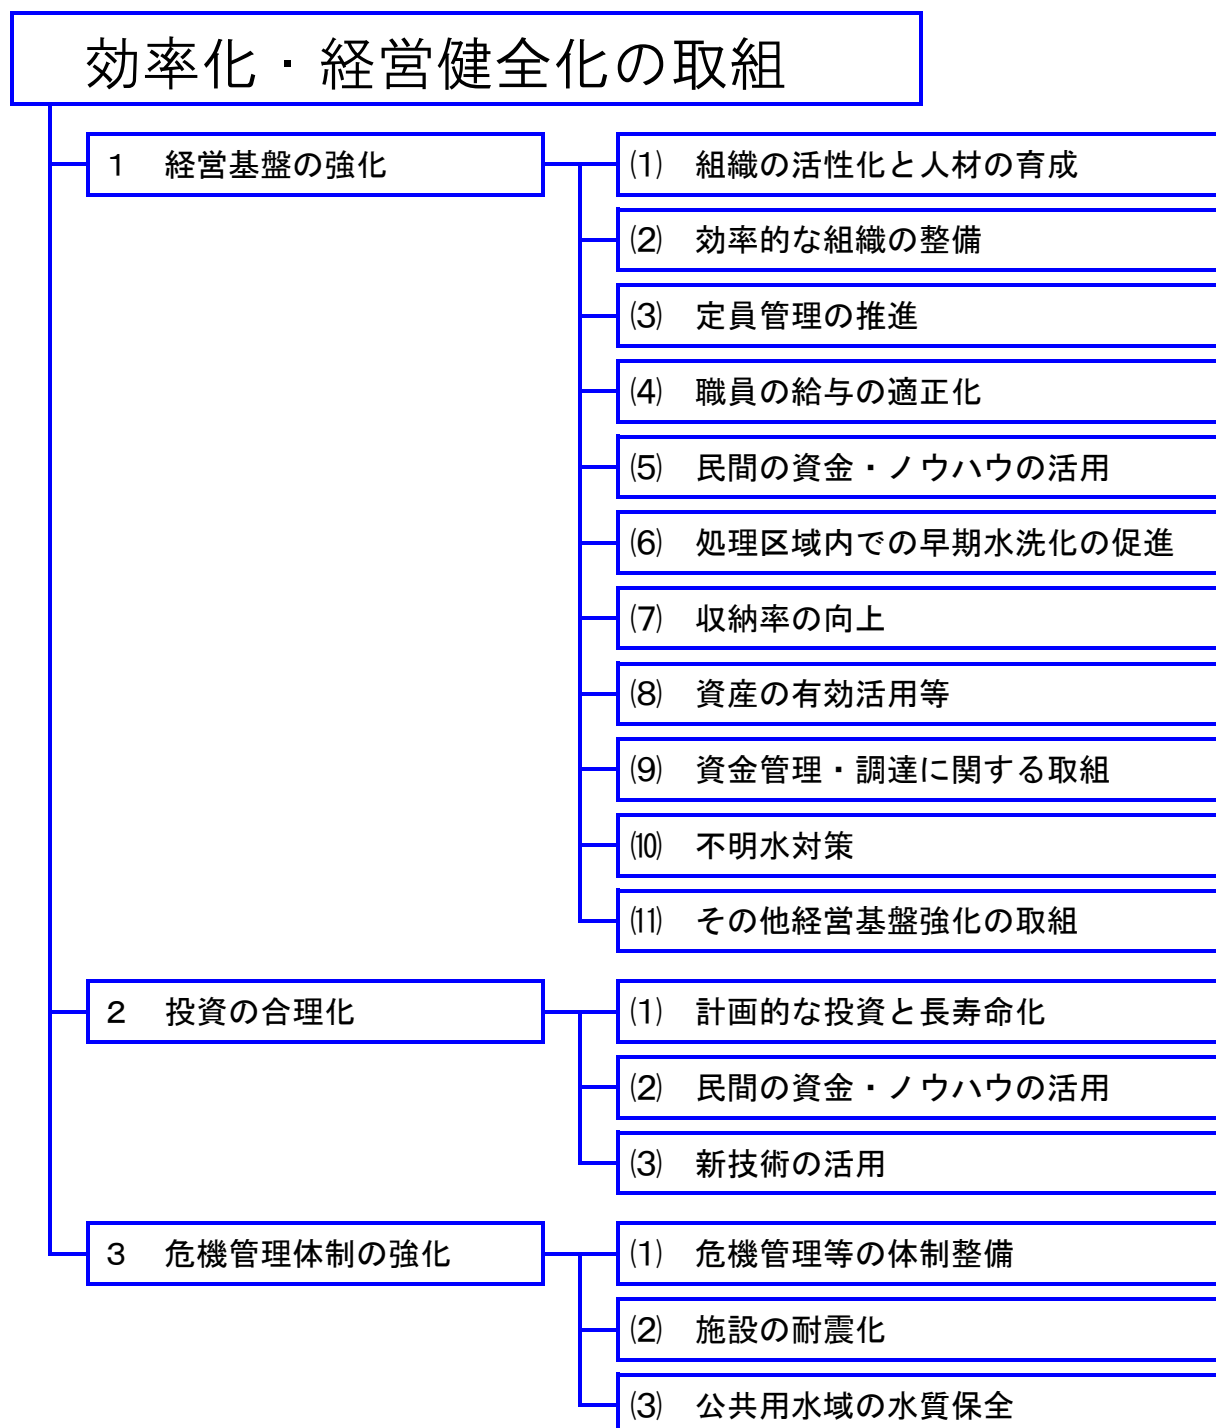 効率化・経営健全化の取組
1　経営基盤の強化
⑴　組織の活性化と人材の育成
⑵　効率的な組織の整備
⑶　定員管理の推進
⑷　職員の給与の適正化
⑸　民間の資金・ノウハウの活用
⑹　処理区域内での早期水洗化の促進
⑺　収納率の向上
⑻　資産の有効活用等
⑼　資金管理・調達に関する取組
⑽　不明水対策
⑾　その他経営基盤強化の取組
2　投資の合理化
⑴　計画的な投資と長寿命化
⑵　民間の資金・ノウハウの活用
⑶　新技術の活用
3　危機管理体制の強化
⑴　危機管理等の体制整備
⑵　施設の耐震化
⑶　公共用水域の水質保全